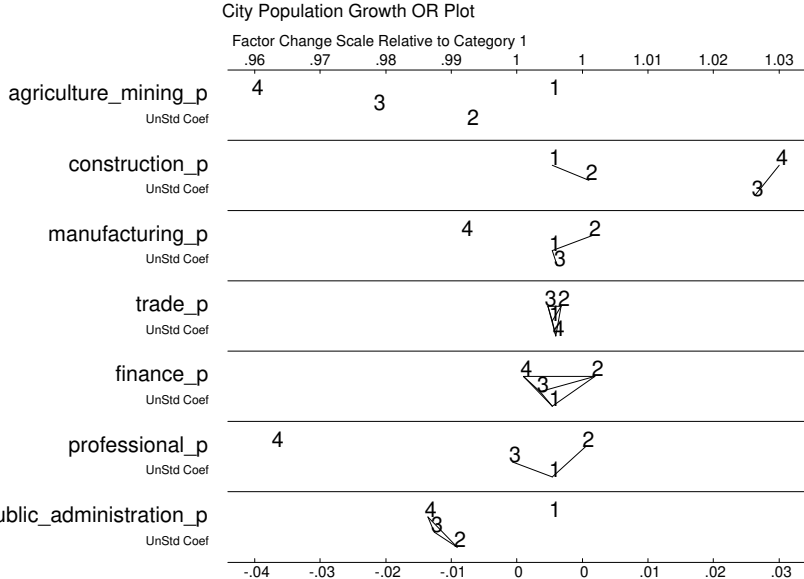 City Population Growth OR Plot
Factor Change Scale Relative to Category 1
.96 .97 .98 .99 1 1 1.01 1.02 1.03
agriculture_mining_p 4 3 2 1
UnStd Coef
construction_p 1 2 3 4
UnStd Coef
manufacturing_p 4 1 3 2
UnStd Coef
trade_p 3 1 4 2
UnStd Coef
finance_p 4 3 1 2
UnStd Coef
professional_p 4 3 1 2
UnStd Coef
ublic_administration_p 4 3 2 1
UnStd Coef
-.04 -.03 -.02 -.01 0 0 .01 .02 .03